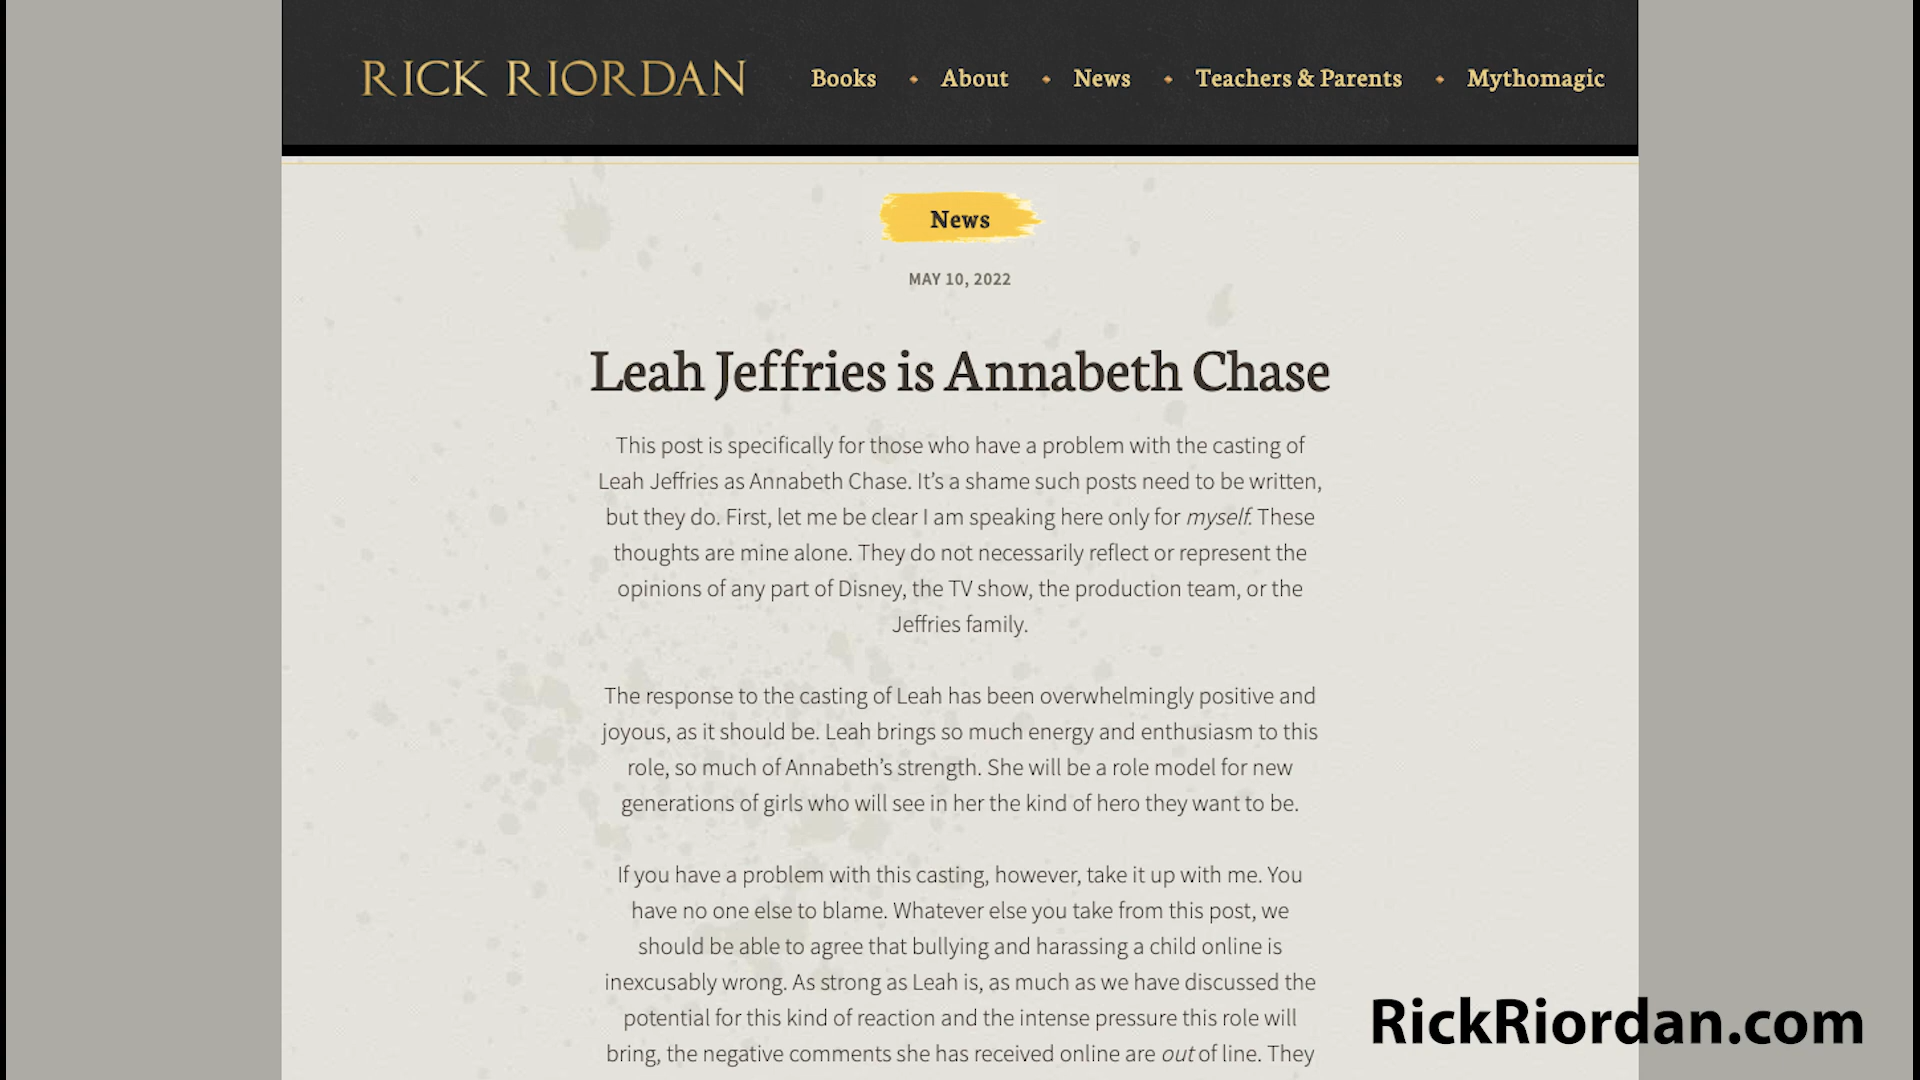 RICK RIORDAN
Books
About
News
Teachers & Parents
Mythomagic
News
MAY 10, 2022
Leah Jeffries is Annabeth Chase
This post is specifically for those who have a problem with the casting of
Leah Jeffries as Annabeth Chase. It’s a shame such posts need to be written,
but they do. First, let me be clear I am speaking here only for myself. These
thoughts are mine alone. They do not necessarily reflect or represent the
opinions of any part of Disney, the TV show, the production team, or the
Jeffries family.
The response to the casting of Leah has been overwhelmingly positive and
joyous, as it should be. Leah brings so much energy and enthusiasm to this
role, so much of Annabeth’s strength. She will be a role model for new
generations of girls who will see in her the kind of hero they want to be.
If you have a problem with this casting, however, take it up with me. You
have no one else to blame. Whatever else you take from this post, we
should be able to agree that bullying and harassing a child online is
inexcusably wrong. As strong as Leah is, as much as we have discussed the
potential for this kind of reaction and the intense pressure this role will
bring, the negative comments she has received online are out of line. They
RickRiordan.com